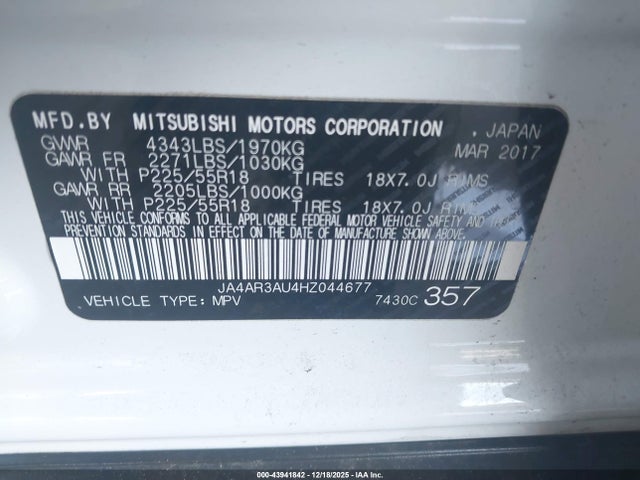 MFD.BY MITSUBISHI MOTORS CORPORATION . JAPAN
GVWR 4343LBS/1970KG MAR 2017
GAWR FR 2271LBS/1030KG
WITH P225/55R18 TIRES 18X7.0J RIMS
GAWR RR 2205LBS/1000KG
WITH P225/55R18 TIRES 18X7.0J
THIS VEHICLE CONFORMS TO ALL APPLICABLE FEDERAL MOTOR VEHICLE SAFETY AND THEFT
PREVENTION STANDARDS IN EFFECT ON THE DATE OF MANUFACTURE SHOWN ABOVE.
JA4AR3AU4HZ044677
VEHICLE TYPE: MPV 7430C 357
00-43941842 - 12/18/2025 - IAA Inc.